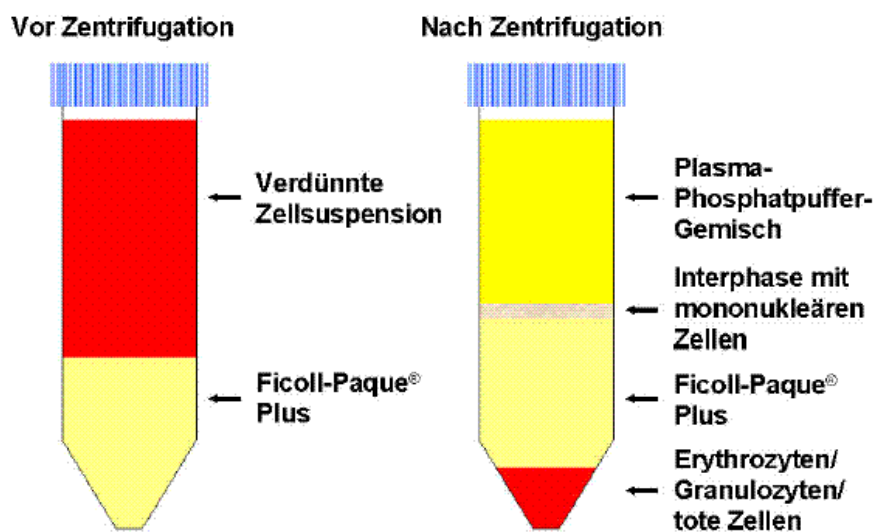 Vor Zentrifugation
Nach Zentrifugation
Verdünnte
Zellsuspension
Ficoll-Paque®
Plus
Plasma-
Phosphatpuffer-
Gemisch
Interphase mit
mononukleären
Zellen
Ficoll-Paque®
Plus
Erythrozyten/
Granulozyten/
tote Zellen